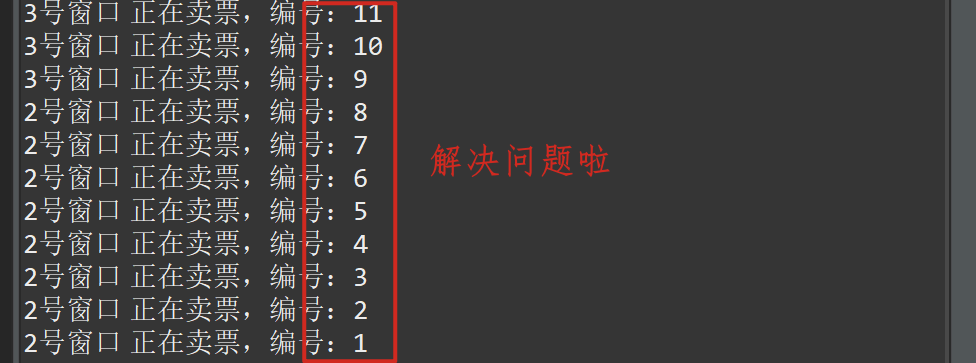 3号窗口 正在卖票，编号：11
3号窗口 正在卖票，编号：10
3号窗口 正在卖票，编号：9
2号窗口 正在卖票，编号：8
2号窗口 正在卖票，编号：7
解决问题啦
2号窗口 正在卖票，编号：6
2号窗口 正在卖票，编号：5
2号窗口 正在卖票，编号：4
2号窗口 正在卖票，编号：3
2号窗口 正在卖票，编号：2
2号窗口 正在卖票，编号：1